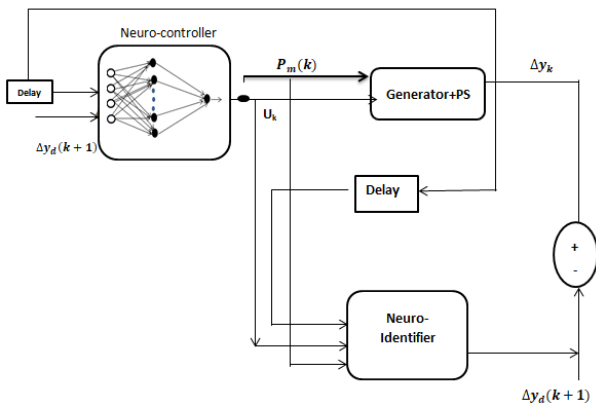 Neuro-controller
P_m(k)
Δy_k
Delay
Generator+PS
U_k
Δy_d(k+1)
Delay
+
-
Neuro-
Identifier
Δy_d(k+1)